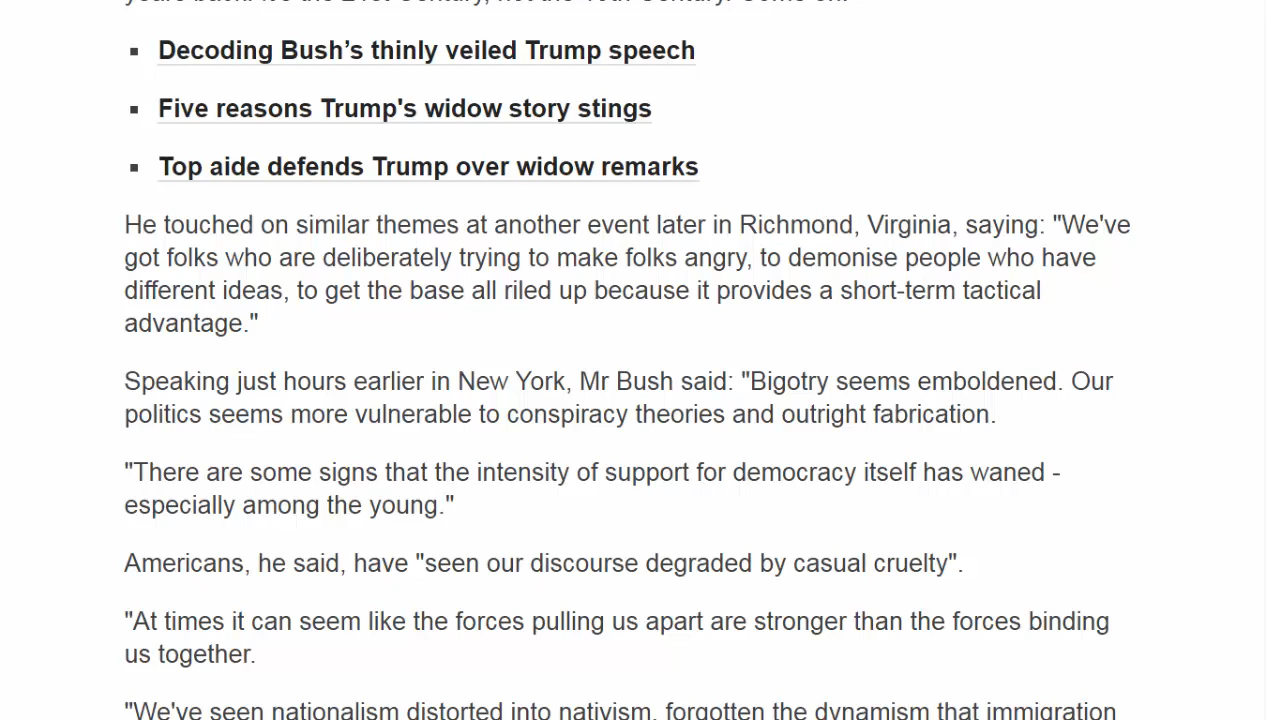 Decoding Bush’s thinly veiled Trump speech
Five reasons Trump's widow story stings
Top aide defends Trump over widow remarks
He touched on similar themes at another event later in Richmond, Virginia, saying: "We've
got folks who are deliberately trying to make folks angry, to demonise people who have
different ideas, to get the base all riled up because it provides a short-term tactical
advantage."
Speaking just hours earlier in New York, Mr Bush said: "Bigotry seems emboldened. Our
politics seems more vulnerable to conspiracy theories and outright fabrication.
"There are some signs that the intensity of support for democracy itself has waned -
especially among the young."
Americans, he said, have "seen our discourse degraded by casual cruelty".
"At times it can seem like the forces pulling us apart are stronger than the forces binding
us together.
"We've seen nationalism distorted into nativism, forgotten the dynamism that immigration